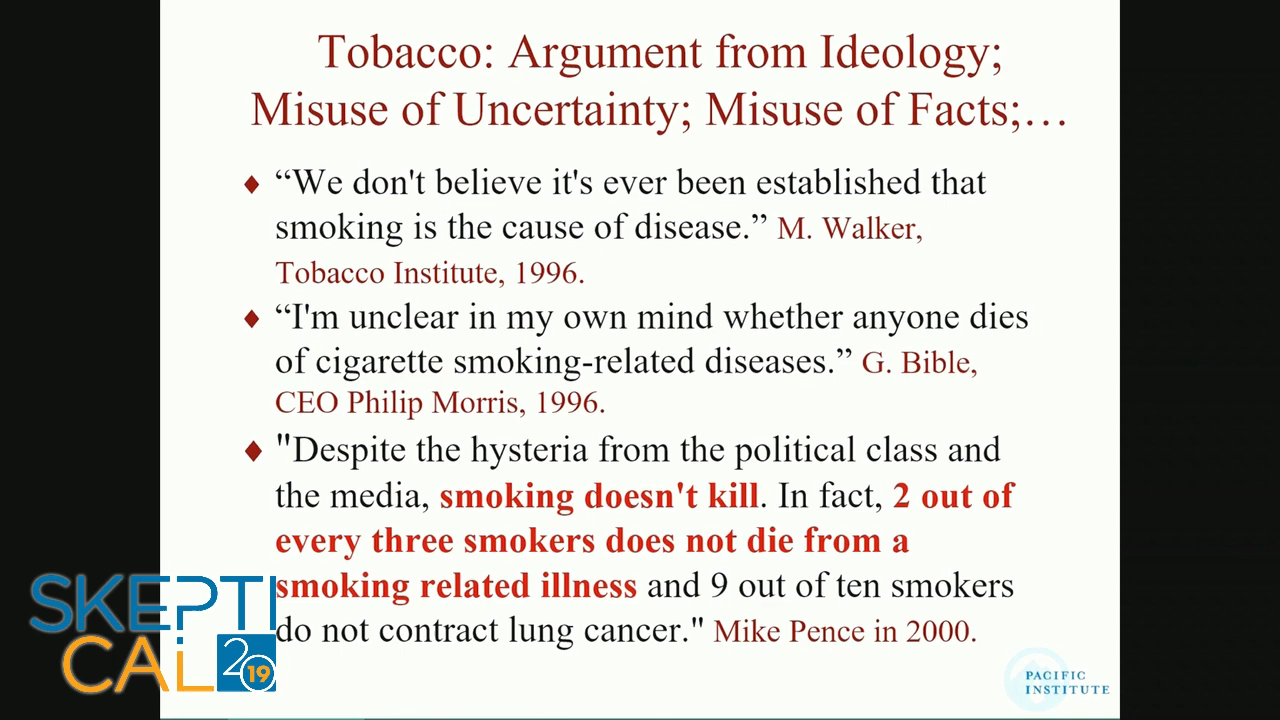 Tobacco: Argument from Ideology;
Misuse of Uncertainty; Misuse of Facts;…
“We don't believe it's ever been established that
smoking is the cause of disease.” M. Walker,
Tobacco Institute, 1996.
“I'm unclear in my own mind whether anyone dies
of cigarette smoking-related diseases.” G. Bible,
CEO Philip Morris, 1996.
"Despite the hysteria from the political class and
the media, smoking doesn't kill. In fact, 2 out of
every three smokers does not die from a
smoking related illness and 9 out of ten smokers
do not contract lung cancer." Mike Pence in 2000.
SKEPTI
CAL 2019
PACIFIC
INSTITUTE